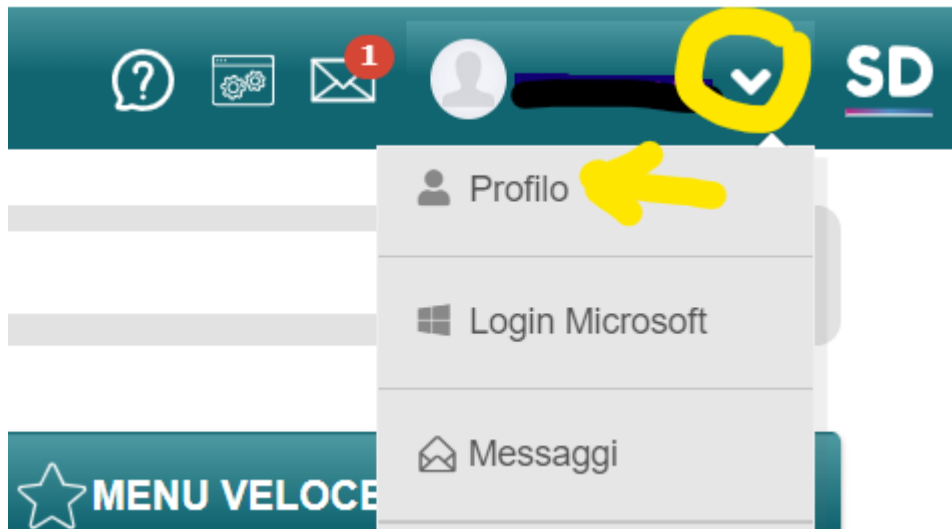 1
SD
Profilo
Login Microsoft
Messaggi
MENU VELOCE